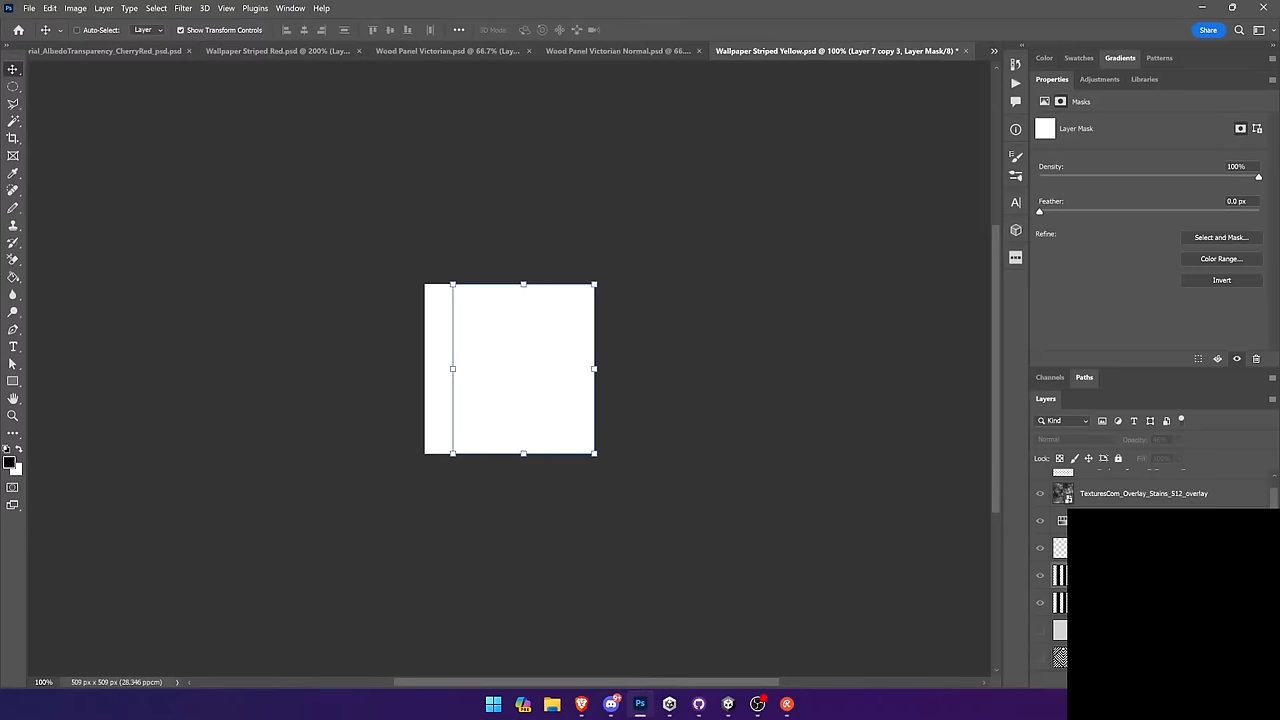 File Edit Image Layer Type Select Filter 3D View Plugins Window Help
Auto-Select: Layer Show Transform Controls 3D Mode: Share
rial_AlbedoTransparency_CherryRed_psd.psd Wallpaper Striped Red.psd @ 200% (Lay... Wood Panel Victorian.psd @ 66.7% (Lay... Wood Panel Victorian Normal.psd @ 66.... Wallpaper Striped Yellow.psd @ 100% (Layer 7 copy 3, Layer Mask/8) *
Color Swatches Gradients Patterns
Properties Adjustments Libraries
Masks
Layer Mask
Density: 100%
Feather: 0.0 px
Refine: Select and Mask...
Color Range...
Invert
Channels Paths
Layers
Kind
Normal Opacity: 46%
Lock: Fill: 100%
TexturesCom_Overlay_Stains_512_overlay
100% 509 px x 509 px (28.346 ppcm)